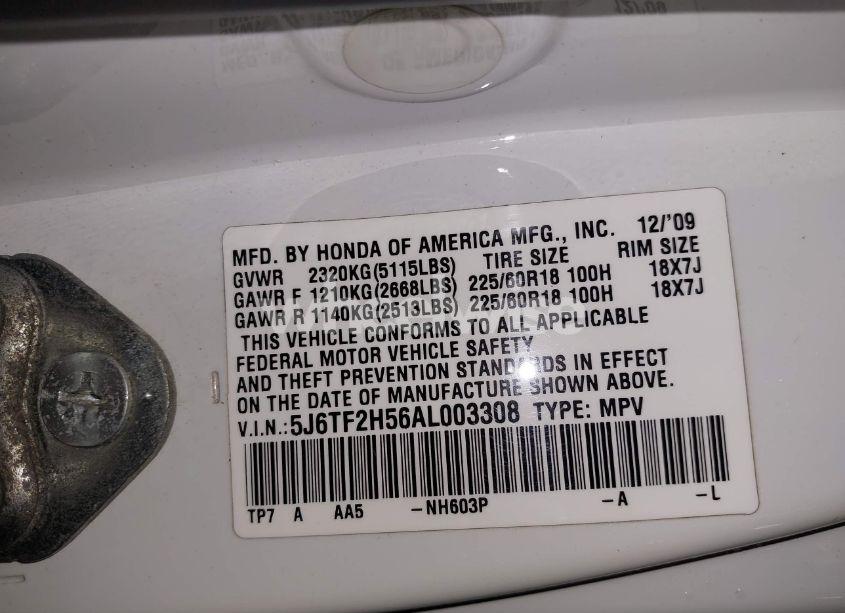 MFD. BY HONDA OF AMERICA MFG., INC. 12/'09
GVWR 2320KG(5115LBS) TIRE SIZE RIM SIZE
GAWR F 1210KG(2668LBS) 225/60R18 100H 18X7J
GAWR R 1140KG(2513LBS) 225/60R18 100H 18X7J
THIS VEHICLE CONFORMS TO ALL APPLICABLE
FEDERAL MOTOR VEHICLE SAFETY
AND THEFT PREVENTION STANDARDS IN EFFECT
ON THE DATE OF MANUFACTURE SHOWN ABOVE.
V.I.N.:5J6TF2H56AL003308 TYPE: MPV
TP7 A AA5 -NH603P -A -L